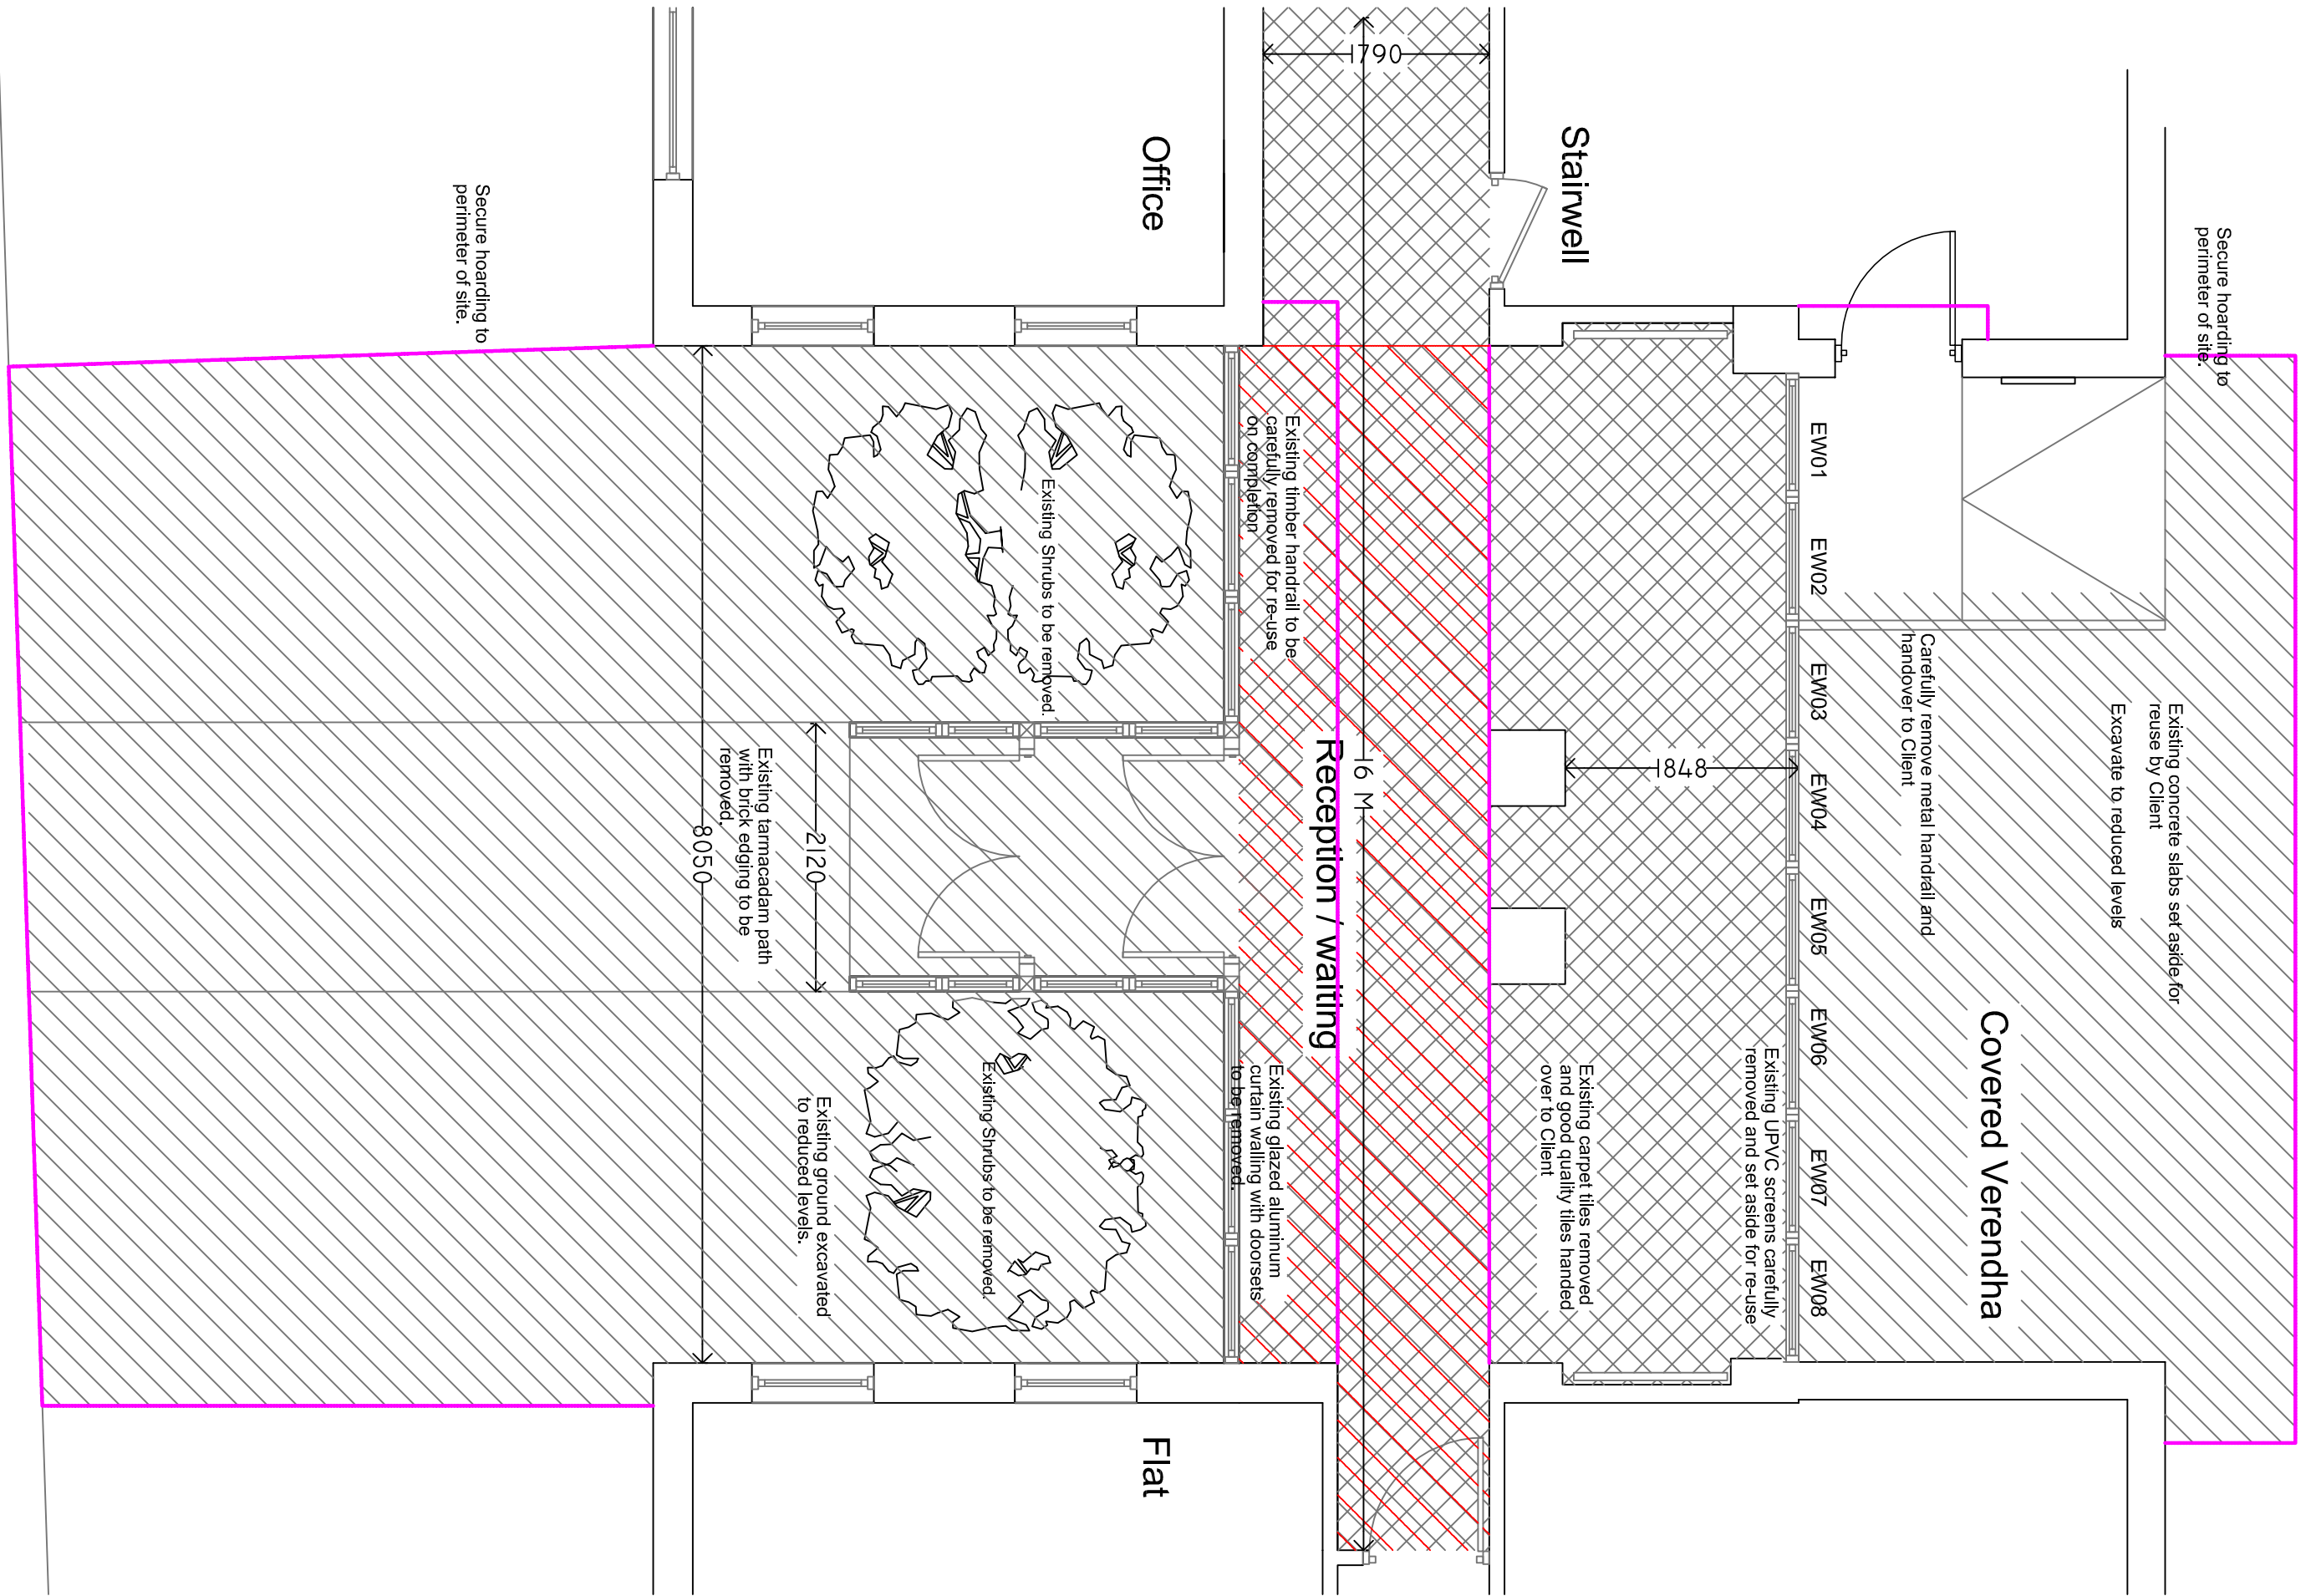 Secure hoarding to
perimeter of site.
Stairwell
Office
1790
Secure hoarding to
perimeter of site.
EW01
EW02
EW03
EW04
EW05
EW06
EW07
EW08
Existing concrete slabs set aside for
reuse by Client
Excavate to reduced levels
Carefully remove metal handrail and
handover to Client
Covered Verendha
Existing UPVC screens carefully
removed and set aside for re-use
1848
Existing carpet tiles removed
and good quality tiles handed
over to Client
16 M
Reception / waiting
Existing timber handrail to be
carefully removed for re-use
on completion
Existing glazed aluminum
curtain walling with doorsets
to be removed.
Existing Shrubs to be removed.
Existing Shrubs to be removed.
Existing ground excavated
to reduced levels.
2120
Existing tarmacadam path
with brick edging to be
removed.
8050
Flat